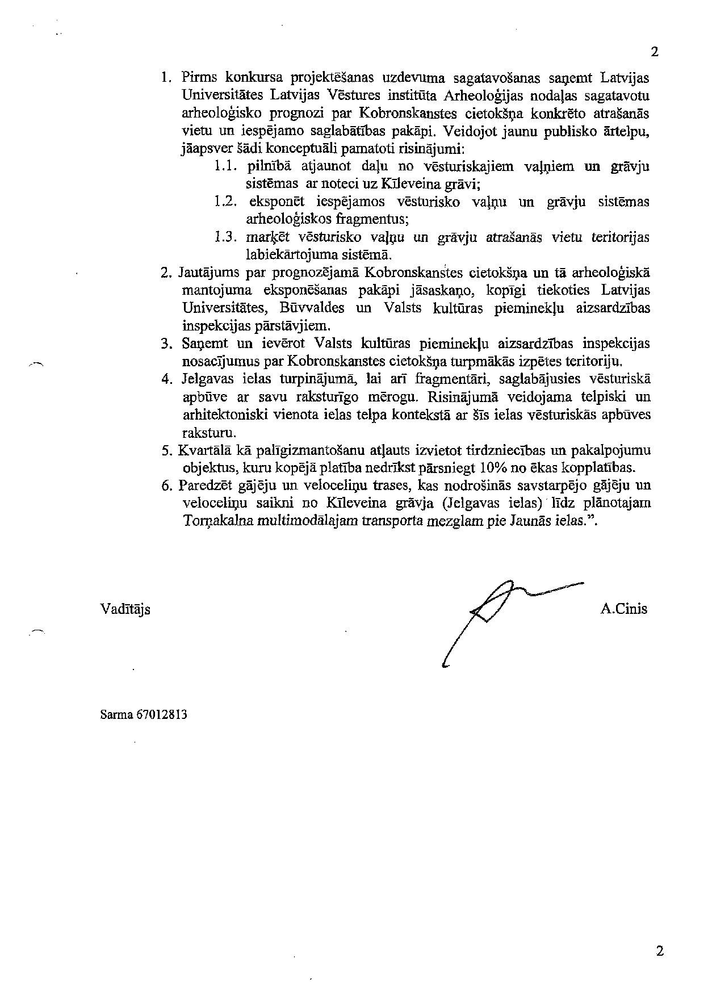 2
1. Pirms konkursa projektēšanas uzdevuma sagatavošanas saņemt Latvijas
Universitātes Latvijas Vēstures institūta Arheoloģijas nodaļas sagatavotu
arheoloģisko prognozi par Kobronskanstes cietokšņa konkrēto atrašanās
vietu un iespējamo saglabātības pakāpi. Veidojot jaunu publisko ārtelpu,
jāapsver šādi konceptuāli pamatoti risinājumi:
1.1. pilnībā atjaunot daļu no vēsturiskajiem vaļņiem un grāvju
sistēmas ar noteci uz Kīleveina grāvi;
1.2. eksponēt iespējamos vēsturisko vaļņu un grāvju sistēmas
arheoloģiskos fragmentus;
1.3. marķēt vēsturisko vaļņu un grāvju atrašanās vietu teritorijas
labiekārtojuma sistēmā.
2. Jautājums par prognozējamā Kobronskanstes cietokšņa un tā arheoloģiskā
mantojuma eksponēšanas pakāpi jāsaskaņo, kopīgi tiekoties Latvijas
Universitātes, Būvvaldes un Valsts kultūras pieminekļu aizsardzības
inspekcijas pārstāvjiem.
3. Saņemt un ievērot Valsts kultūras pieminekļu aizsardzības inspekcijas
nosacījumus par Kobronskanstes cietokšņa turpmākās izpētes teritoriju.
4. Jelgavas ielas turpinājumā, lai arī fragmentāri, saglabājusies vēsturiskā
apbūve ar savu raksturīgo mērogu. Risinājumā veidojama telpiski un
arhitektoniski vienota ielas telpa kontekstā ar šīs ielas vēsturiskās apbūves
raksturu.
5. Kvartālā kā palīgizmantošanu atļauts izvietot tirdzniecības un pakalpojumu
objektus, kuru kopējā platība nedrīkst pārsniegt 10% no ēkas kopplatības.
6. Paredzēt gājēju un veloceliņu trases, kas nodrošinās savstarpējo gājēju un
veloceliņu saikni no Kīleveina grāvja (Jelgavas ielas) līdz plānotajam
Torņakalna multimodālajam transporta mezglam pie Jaunās ielas.”.
Vadītājs A.Cinis
Sarma 67012813
2